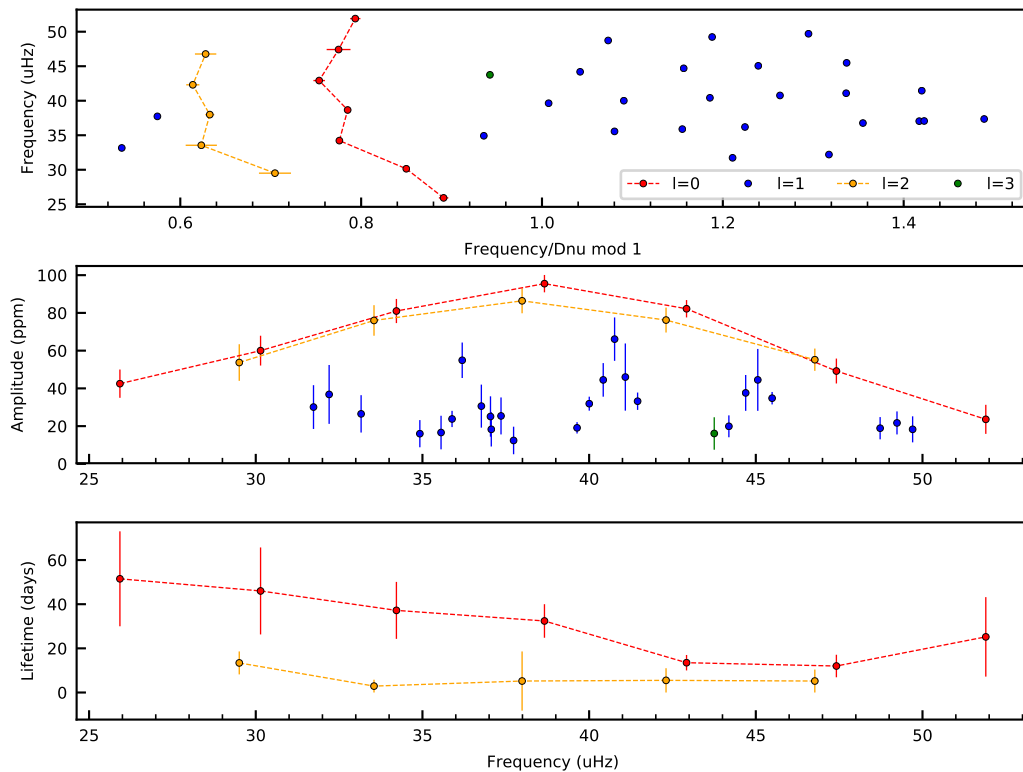 50
45
40
35
30
25
Frequency (uHz)
l=0 l=1 l=2 l=3
0.6 0.8 1.0 1.2 1.4
Frequency/Dnu mod 1
100
80
60
40
20
0
Amplitude (ppm)
25 30 35 40 45 50
60
40
20
0
Lifetime (days)
25 30 35 40 45 50
Frequency (uHz)